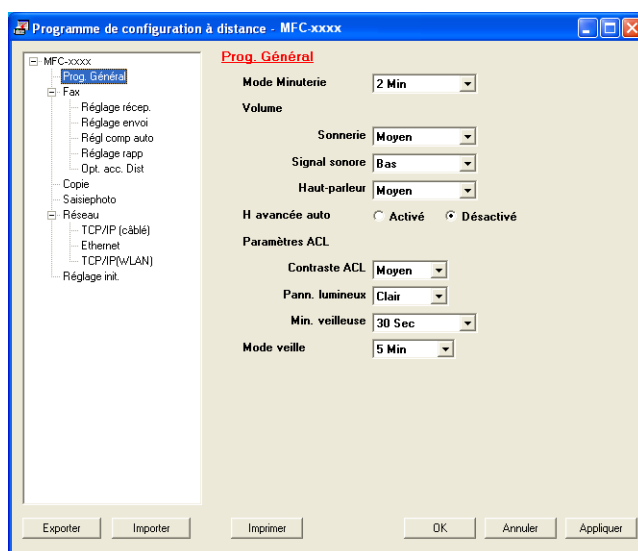 Programme de configuration à distance - MFC-xxxx
MFC-xxxx
Prog. Général
Fax
Réglage récep.
Réglage envoi
Régl comp auto
Réglage rapp
Opt. acc. Dist
Copie
Saisiephoto
Réseau
TCP/IP (câblé)
Ethernet
TCP/IP(WLAN)
Réglage init.
Prog. Général
Mode Minuterie 2 Min
Volume
Sonnerie Moyen
Signal sonore Bas
Haut-parleur Moyen
H avancée auto Activé Désactivé
Paramètres ACL
Contraste ACL Moyen
Pann. lumineux Clair
Min. veilleuse 30 Sec
Mode veille 5 Min
Exporter Importer Imprimer OK Annuler Appliquer